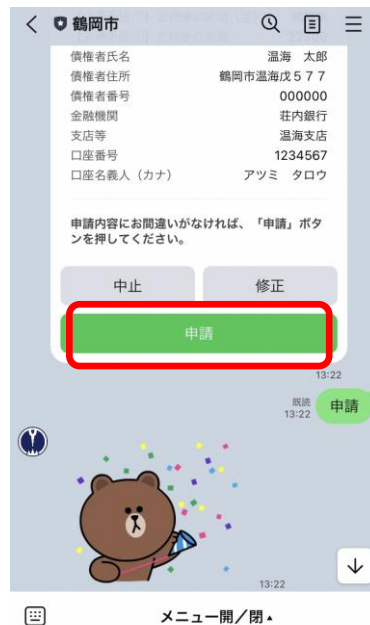 鶴岡市
債権者氏名 温海 太郎
債権者住所 鶴岡市温海戊577
債権者番号 000000
金融機関 荘内銀行
支店等 温海支店
口座番号 1234567
口座名義人（カナ） アツミ タロウ
申請内容にお間違いがなければ、「申請」ボタ
ンを押してください。
中止 修正
申請
13:22
既読
13:22 申請
13:22
メニュー開／閉▲